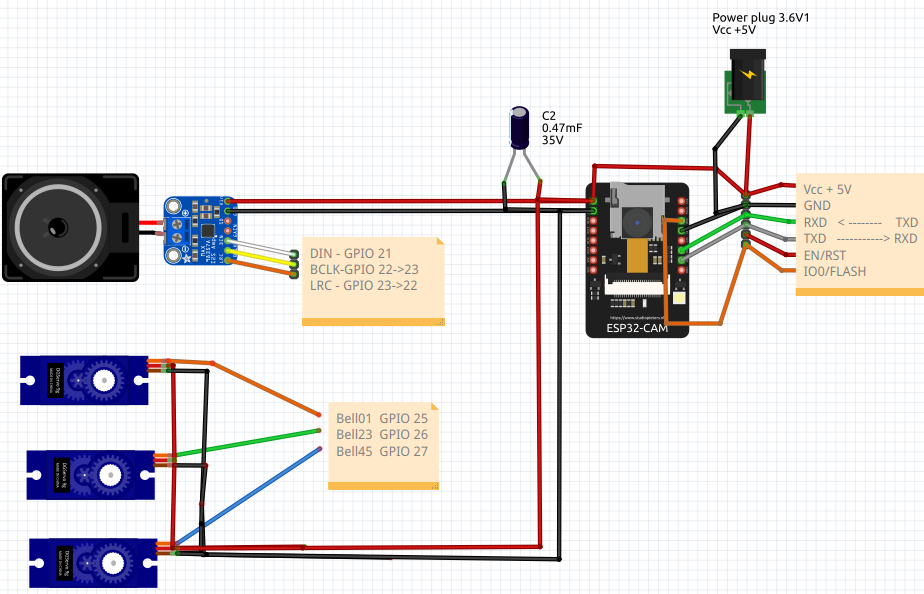 Power plug 3.6V1
Vcc +5V
C2
0.47mF
35V
Vcc + 5V
GND
RXD < ----- TXD
TXD -----------> RXD
EN/RST
IO0/FLASH
DIN - GPIO 21
BCLK-GPIO 22->23
LRC - GPIO 23->22
ESP32-CAM
Bell01 GPIO 25
Bell23 GPIO 26
Bell45 GPIO 27